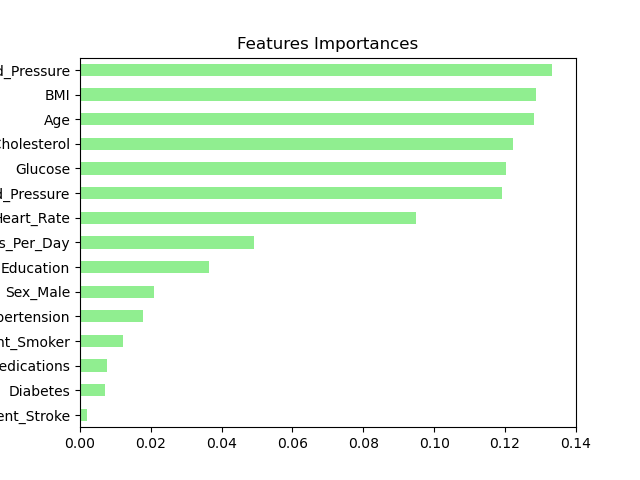 Features Importances
d_Pressure
BMI
Age
Cholesterol
Glucose
d_Pressure
Heart_Rate
s_Per_Day
Education
Sex_Male
pertension
nt_Smoker
edications
Diabetes
ent_Stroke
0.00 0.02 0.04 0.06 0.08 0.10 0.12 0.14